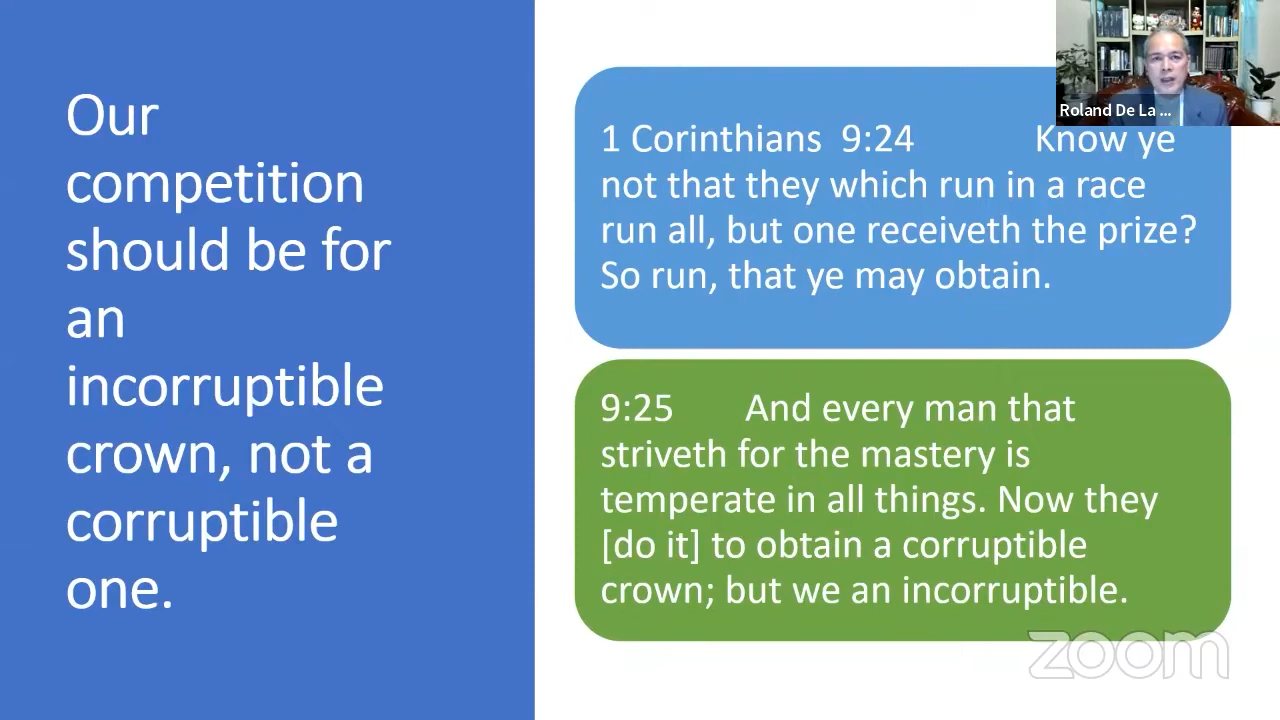 Our
competition
should be for
an
incorruptible
crown, not a
corruptible
one.
1 Corinthians 9:24 Know ye
not that they which run in a race
run all, but one receiveth the prize?
So run, that ye may obtain.
9:25 And every man that
striveth for the mastery is
temperate in all things. Now they
[do it] to obtain a corruptible
crown; but we an incorruptible.
Roland De La ...
zoom